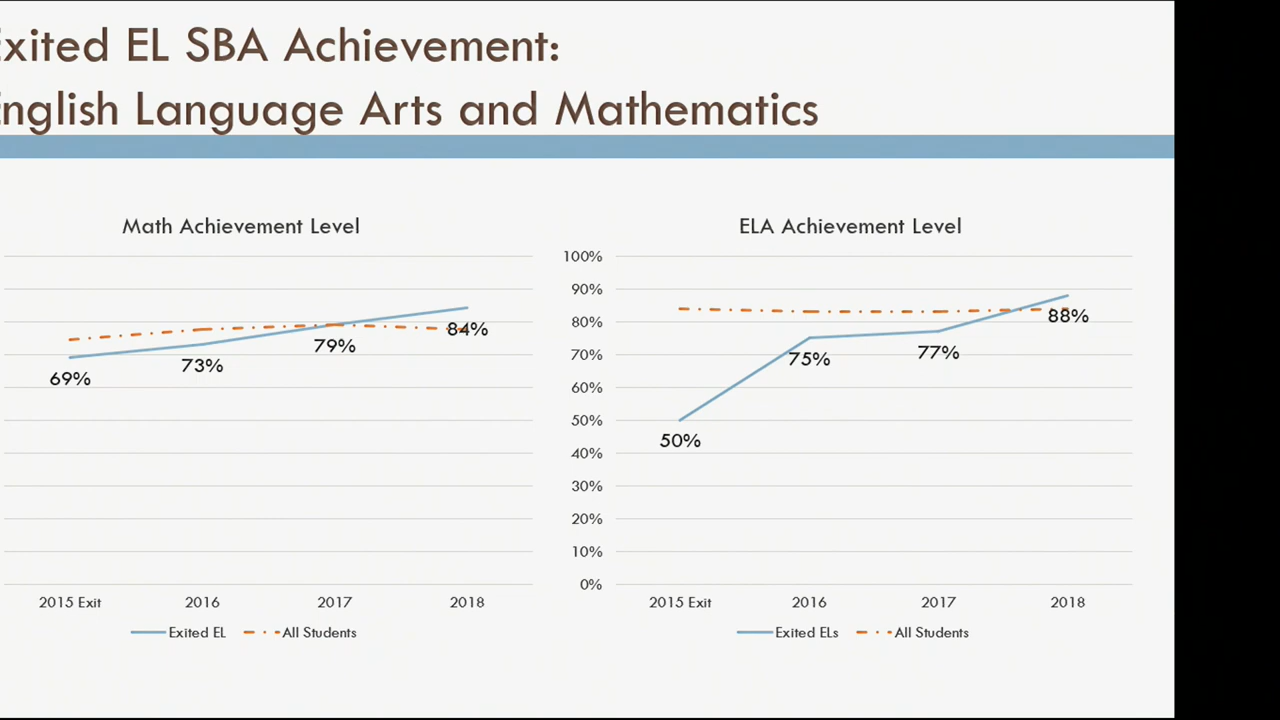 Exited EL SBA Achievement:
English Language Arts and Mathematics
Math Achievement Level
69%
73%
79%
84%
2015 Exit 2016 2017 2018
Exited EL All Students
ELA Achievement Level
100%
90%
80%
70%
60%
50%
40%
30%
20%
10%
0%
50%
75%
77%
88%
2015 Exit 2016 2017 2018
Exited ELs All Students